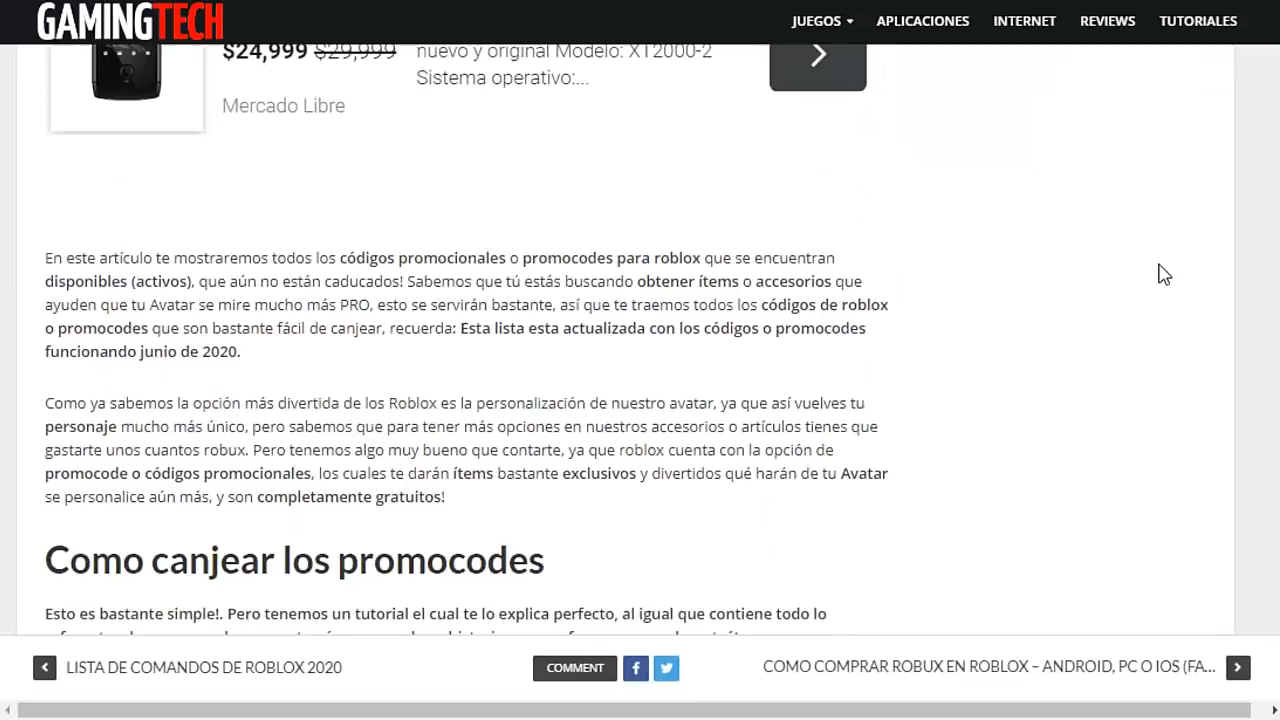 GAMINGTECH
JUEGOS APLICACIONES INTERNET REVIEWS TUTORIALES
$24,999 $29,999
nuevo y original Modelo: XT2000-2
Sistema operativo:...
Mercado Libre
En este artículo te mostraremos todos los códigos promocionales o promocodes para roblox que se encuentran
disponibles (activos), que aún no están caducados! Sabemos que tú estás buscando obtener ítems o accesorios que
ayuden que tu Avatar se mire mucho más PRO, esto se servirán bastante, así que te traemos todos los códigos de roblox
o promocodes que son bastante fácil de canjear, recuerda: Esta lista esta actualizada con los códigos o promocodes
funcionando junio de 2020.
Como ya sabemos la opción más divertida de los Roblox es la personalización de nuestro avatar, ya que así vuelves tu
personaje mucho más único, pero sabemos que para tener más opciones en nuestros accesorios o artículos tienes que
gastarte unos cuantos robux. Pero tenemos algo muy bueno que contarte, ya que roblox cuenta con la opción de
promocode o códigos promocionales, los cuales te darán ítems bastante exclusivos y divertidos qué harán de tu Avatar
se personalice aún más, y son completamente gratuitos!
Como canjear los promocodes
Esto es bastante simple!. Pero tenemos un tutorial el cual te lo explica perfecto, al igual que contiene todo lo
LISTA DE COMANDOS DE ROBLOX 2020
COMMENT
COMO COMPRAR ROBUX EN ROBLOX – ANDROID, PC O IOS (FA...